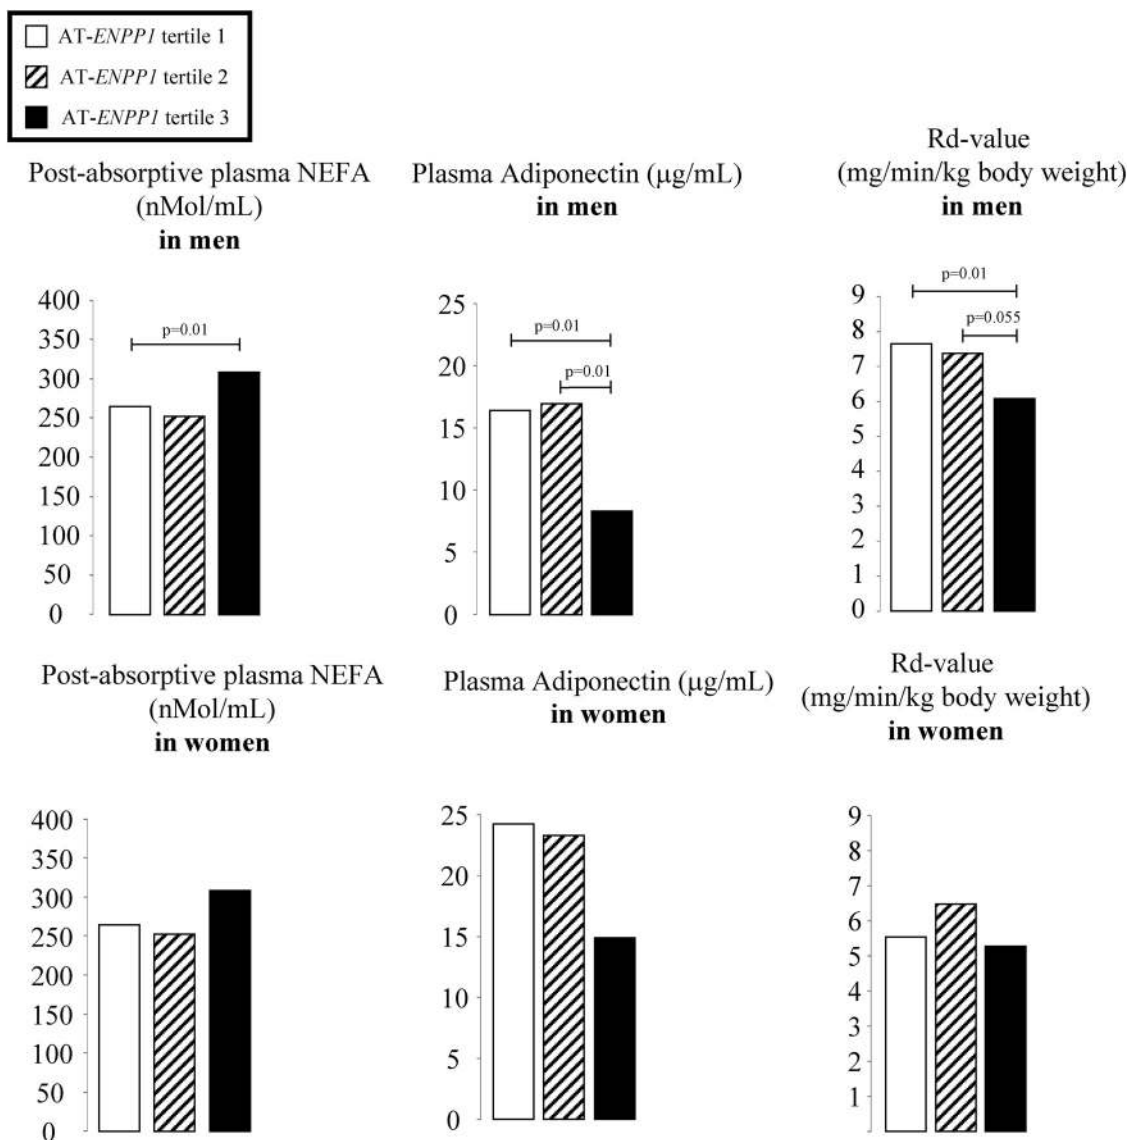 AT-ENPP1 tertile 1
AT-ENPP1 tertile 2
AT-ENPP1 tertile 3
Post-absorptive plasma NEFA
(nMol/mL)
in men
400
350
300
250
200
150
100
50
0
p=0.01
Plasma Adiponectin (μg/mL)
in men
25
20
15
10
5
0
p=0.01
p=0.01
Rd-value
(mg/min/kg body weight)
in men
9
8
7
6
5
4
3
2
1
0
p=0.01
p=0.055
Post-absorptive plasma NEFA
(nMol/mL)
in women
400
350
300
250
200
150
100
50
0
Plasma Adiponectin (μg/mL)
in women
25
20
15
10
5
0
Rd-value
(mg/min/kg body weight)
in women
9
8
7
6
5
4
3
2
1